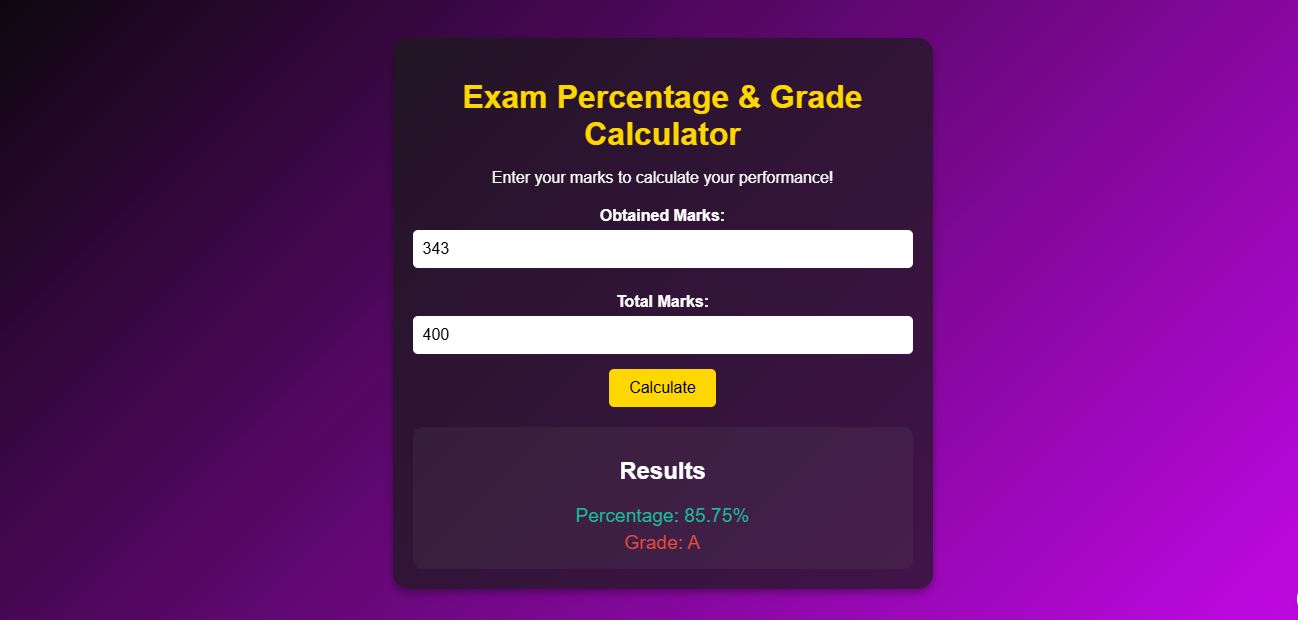 Exam Percentage & Grade
Calculator
Enter your marks to calculate your performance!
Obtained Marks:
343
Total Marks:
400
Calculate
Results
Percentage: 85.75%
Grade: A